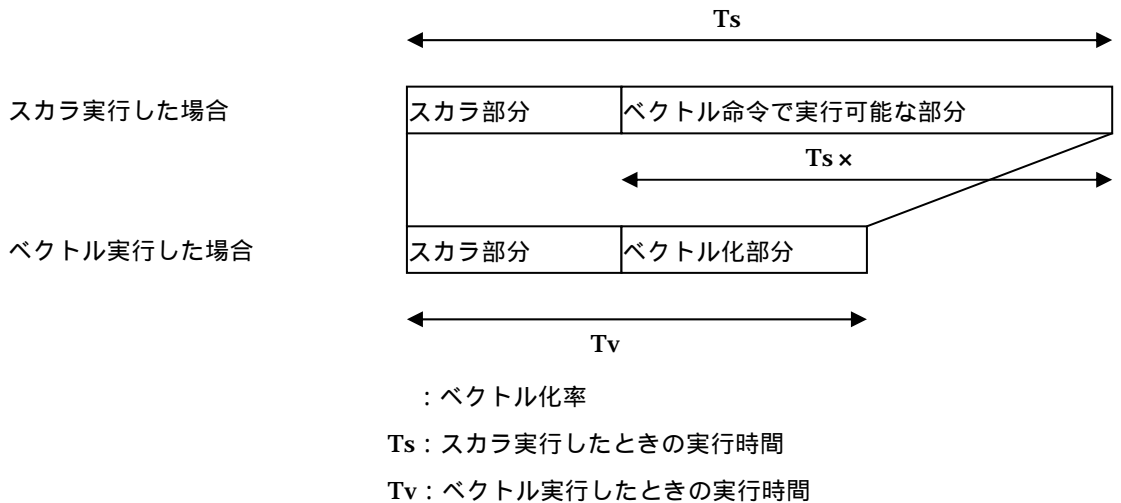 Ts
スカラ実行した場合
スカラ部分 ベクトル命令で実行可能な部分
Ts×
ベクトル実行した場合
スカラ部分 ベクトル化部分
Tv
：ベクトル化率
Ts：スカラ実行したときの実行時間
Tv：ベクトル実行したときの実行時間